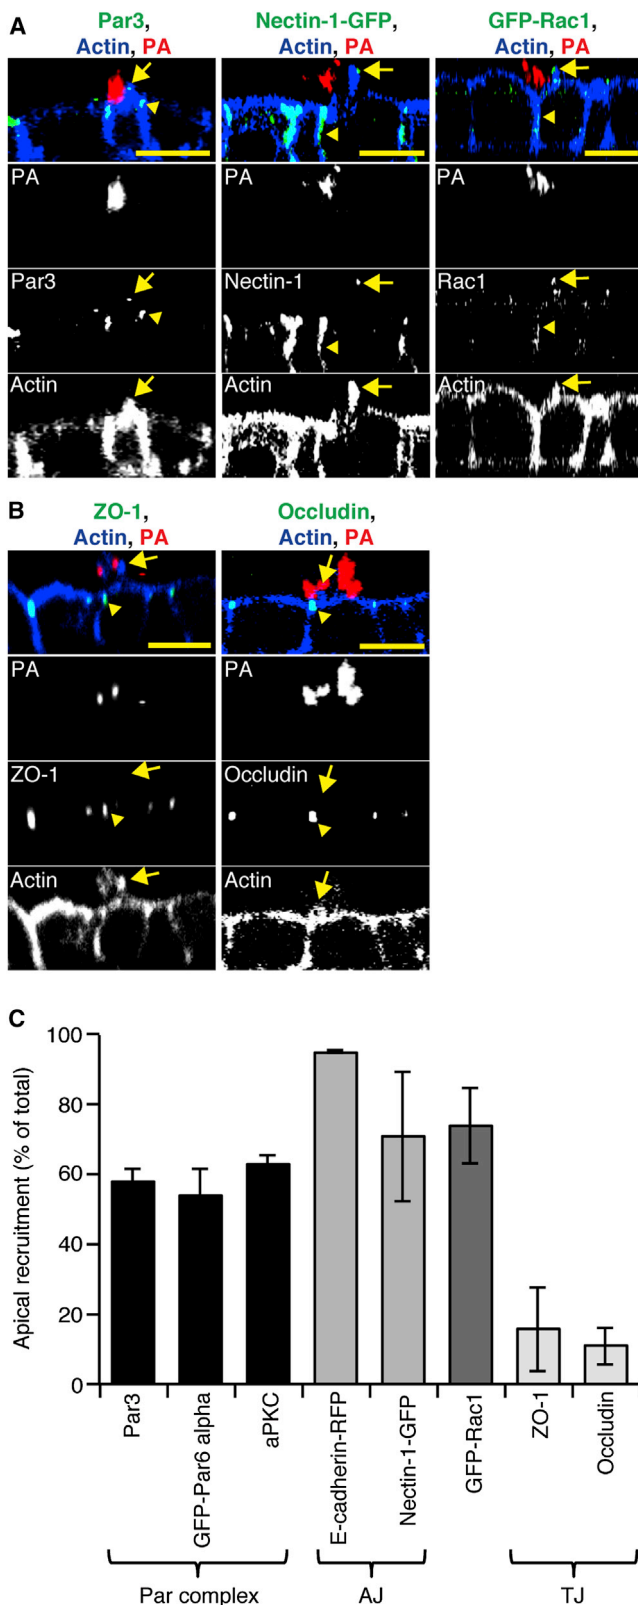 A
Par3,
Actin, PA
Nectin-1-GFP,
Actin, PA
GFP-Rac1,
Actin, PA
PA
PA
PA
Par3
Nectin-1
Rac1
Actin
Actin
Actin
B
ZO-1,
Actin, PA
Occludin,
Actin, PA
PA
PA
ZO-1
Occludin
Actin
Actin
C
Apical recruitment (% of total)
100
80
60
40
20
0
Par3
GFP-Par6 alpha
aPKC
E-cadherin-RFP
Nectin-1-GFP
GFP-Rac1
ZO-1
Occludin
Par complex
AJ
TJ